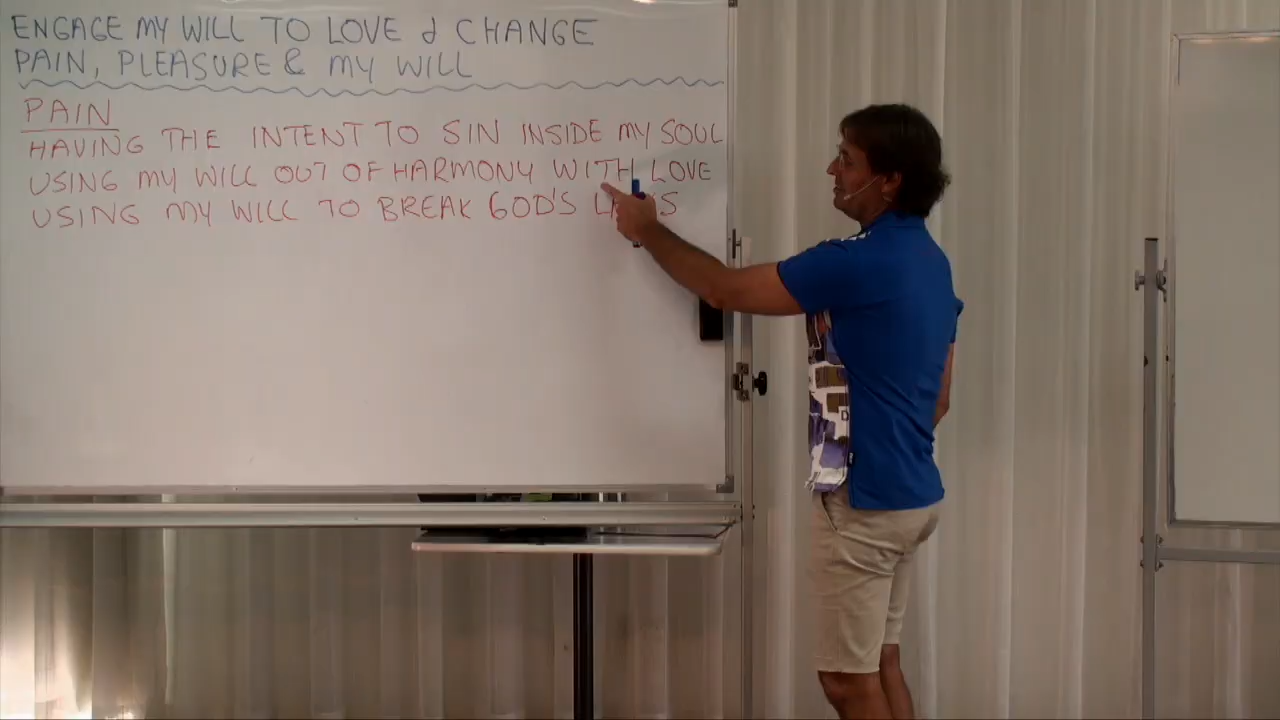 ENGAGE MY WILL TO LOVE & CHANGE
PAIN, PLEASURE & MY WILL
PAIN
HAVING THE INTENT TO SIN INSIDE MY SOUL
USING MY WILL OUT OF HARMONY WITH LOVE
USING MY WILL TO BREAK GOD'S